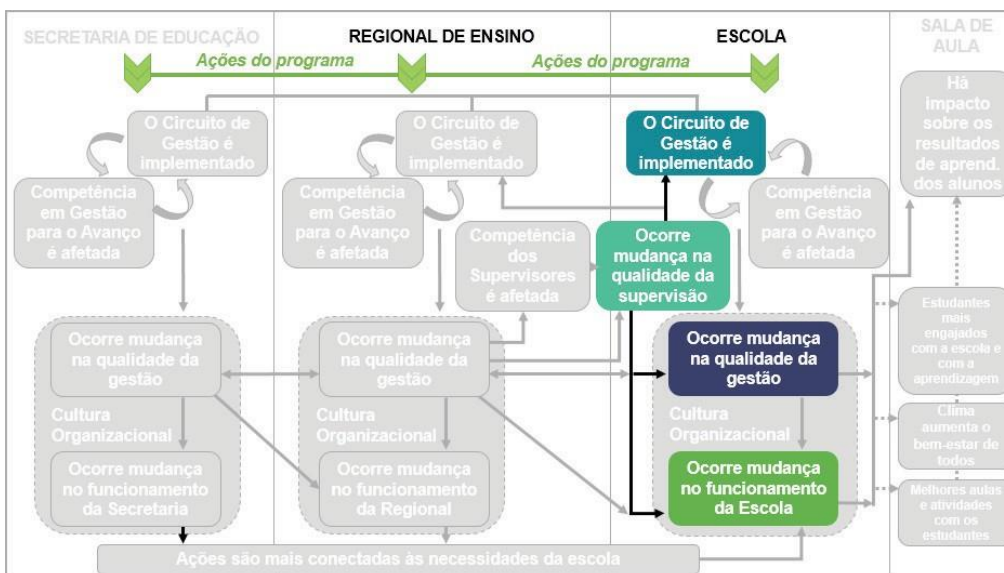 SECRETARIA DE EDUCAÇÃO
REGIONAL DE ENSINO
ESCOLA
SALA DE
AULA
Ações do programa
Ações do programa
O Circuito de
Gestão é
implementado
Competência
em Gestão
para o Avanço
é afetada
O Circuito de
Gestão é
implementado
Competência
em Gestão
para o Avanço
é afetada
Competência
dos
Supervisores
é afetada
Ocorre
mudança na
qualidade da
supervisão
O Circuito de
Gestão é
implementado
Competência
em Gestão
para o Avanço
é afetada
Há
impacto
sobre os
resultados
de aprend.
dos alunos
Ocorre mudança
na qualidade da
gestão
Cultura
Organizacional
Ocorre mudança
no funcionamento
da Secretaria
Ocorre mudança
na qualidade da
gestão
Cultura
Organizacional
Ocorre mudança
no funcionamento
da Regional
Ocorre mudança
na qualidade da
gestão
Cultura
Organizacional
Ocorre mudança
no funcionamento
da Escola
Estudantes
mais
engajados
com a escola e
com a
aprendizagem
Clima
aumenta o
bem-estar de
todos
Melhores aulas
e atividades
com os
estudantes
Ações são mais conectadas às necessidades da escola